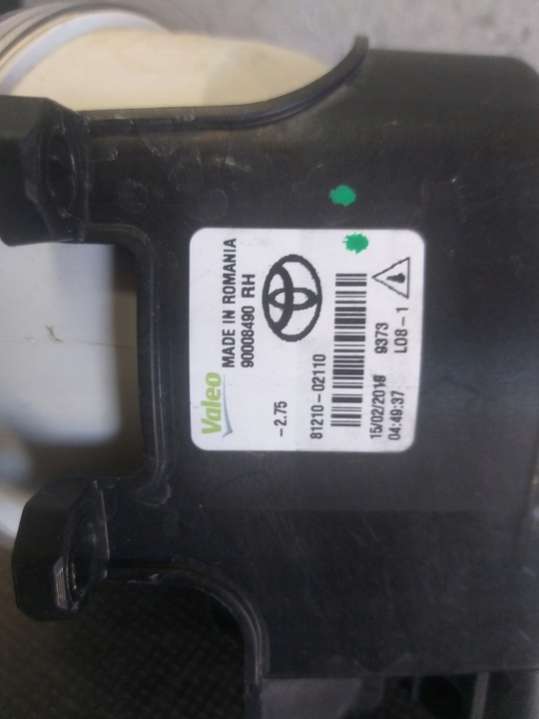 Valeo
MADE IN ROMANIA
90008490 RH
-2.75
81210-02110
15/02/2018 9373
04:49:37 L08-1